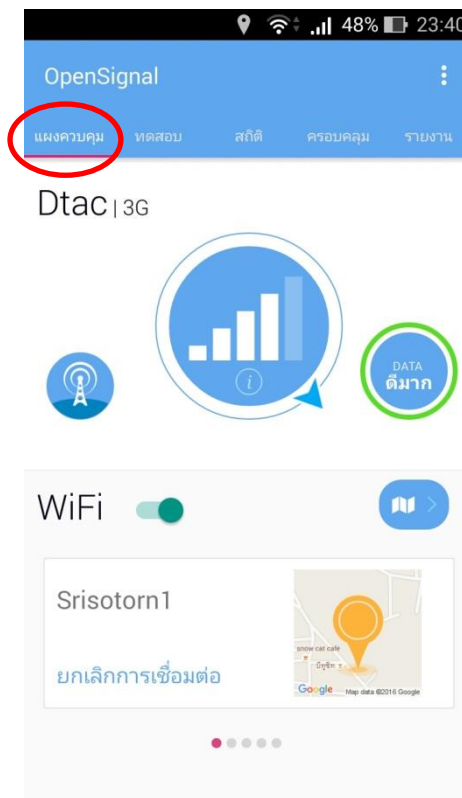 48% 23:40
OpenSignal
แผงควบคุม ทดสอบ สถิติ ครอบคลุม รายงาน
Dtac | 3G
i
DATA
ดีมาก
WiFi
Srisotorn1
snow cat cafe
ยกเลิกการเชื่อมต่อ
Google Map data ©2016 Google